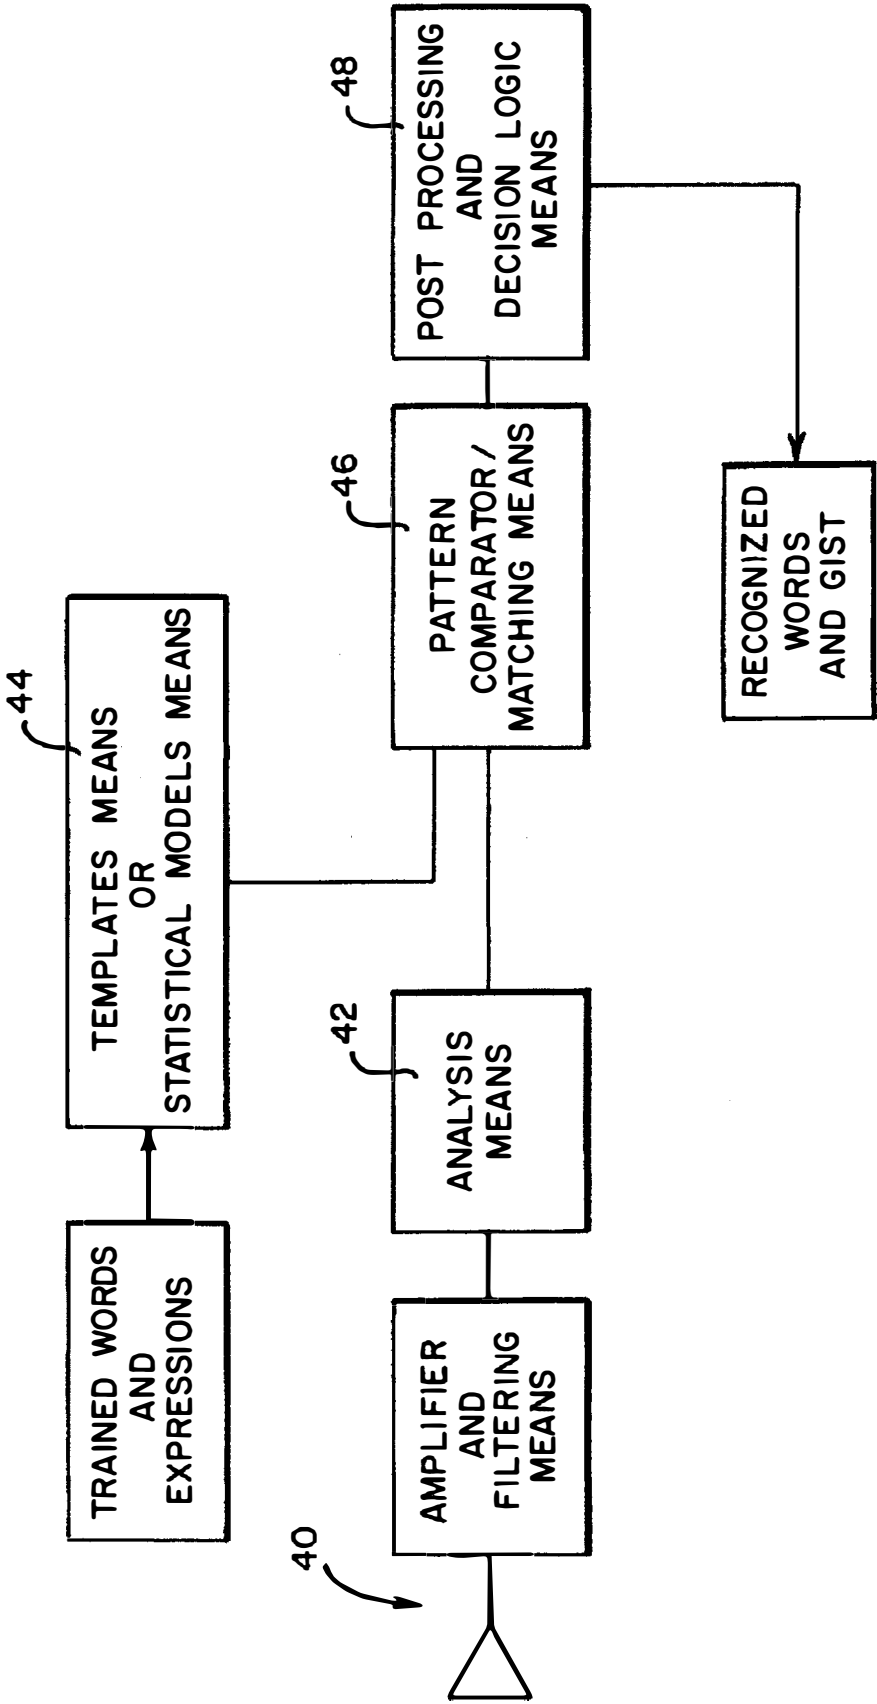 TRAINED WORDS
AND
EXPRESSIONS
44
TEMPLATES MEANS
OR
STATISTICAL MODELS MEANS
40
AMPLIFIER
AND
FILTERING
MEANS
42
ANALYSIS
MEANS
46
PATTERN
COMPARATOR/
MATCHING MEANS
48
POST PROCESSING
AND
DECISION LOGIC
MEANS
RECOGNIZED
WORDS
AND GIST